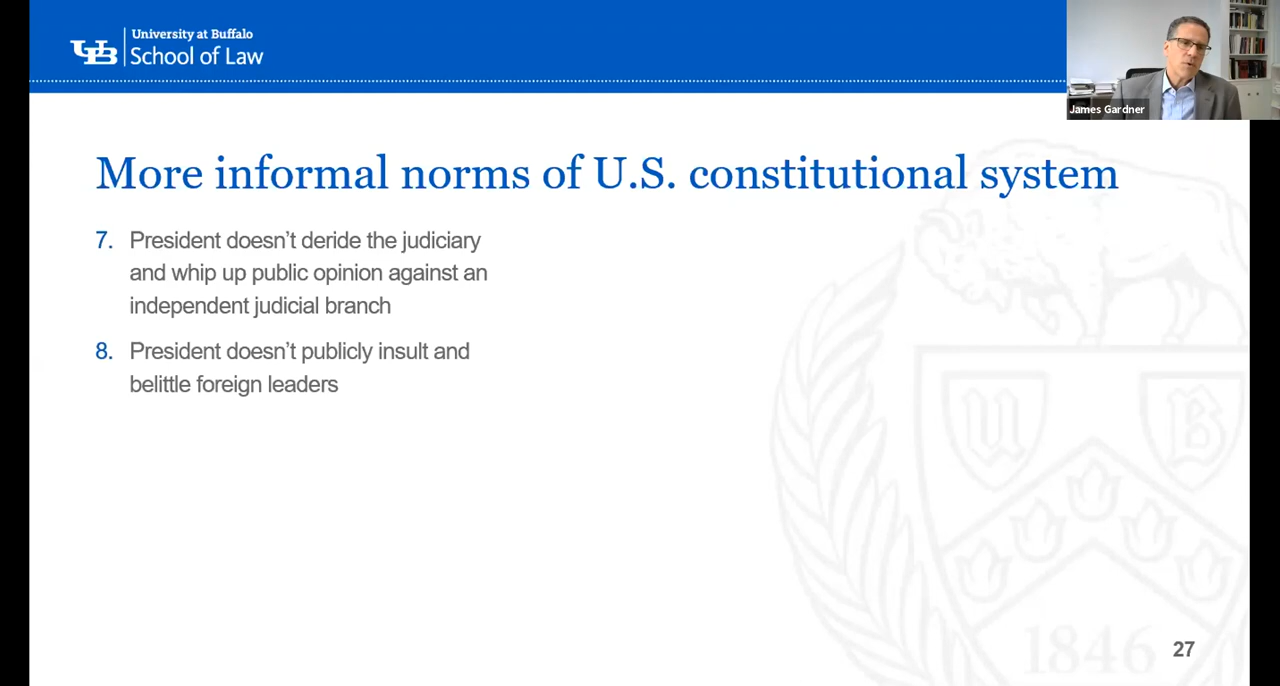 University at Buffalo
School of Law
UB
James Gardner
More informal norms of U.S. constitutional system
7. President doesn’t deride the judiciary
and whip up public opinion against an
independent judicial branch
8. President doesn’t publicly insult and
belittle foreign leaders
U
B
1846
27